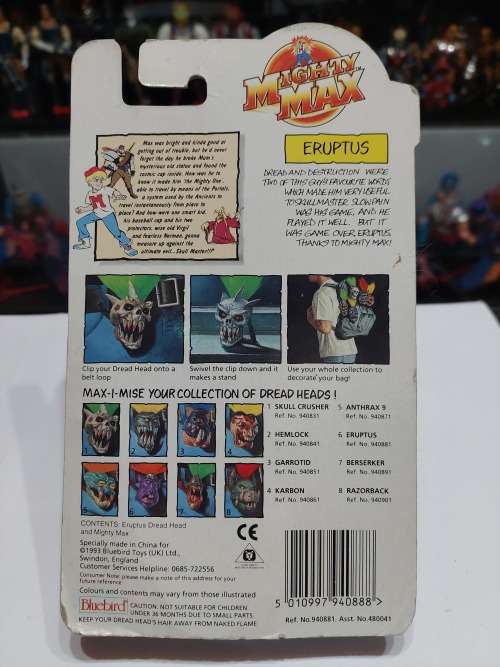 MIGHTY
MAX
TM
ERUPTUS
Max was bright and kinda good at
getting out of trouble, but he'd never
forget the day he broke Mom's
mysterious old statue and found the
cosmic cap inside. Now was he to
know it made him 'the Mighty One' -
able to travel by means of the Portals,
a system used by the Ancients to
travel instantaneously from place to
place? And how were one smart kid,
his baseball cap and his two
protectors, wise old Virgil
and fearless Norman, gonna
measure up against the
ultimate evil...Skull Master!!?
DREAD AND DESTRUCTION WERE
TWO OF THIS GUY'S FAVOURITE WORDS
WHICH MADE HIM VERY USEFUL
TO SKULLMASTER. SLOW PAIN
WAS HIS GAME, AND HE
PLAYED IT WELL. BUT IT
WAS GAME OVER, ERUPTUS,
THANKS TO MIGHTY MAX!
Clip your Dread Head onto a
belt loop
Swivel the clip down and it
makes a stand
Use your whole collection to
decorate your bag!
MAX-I-MISE YOUR COLLECTION OF DREAD HEADS !
2
3
4
5
6
7
8
1 SKULL CRUSHER
Ref. No. 940831
2 HEMLOCK
Ref. No. 940841
3 GARROTID
Ref. No. 940851
4 KARBON
Ref. No. 940861
5 ANTHRAX 9
Ref. No. 940871
6 ERUPTUS
Ref. No. 940881
7 BERSERKER
Ref. No. 940891
8 RAZORBACK
Ref. No. 940901
CONTENTS: Eruptus Dread Head
and Mighty Max
Specially made in China for
©1993 Bluebird Toys (UK) Ltd.,
Swindon, England
Customer Services Helpline: 0685-722556
Consumer Note: please make a note of this address for your
future reference
Colours and contents may vary from those illustrated
Bluebird
CAUTION: NOT SUITABLE FOR CHILDREN
UNDER 36 MONTHS DUE TO SMALL PARTS.
KEEP YOUR DREAD HEAD'S HAIR AWAY FROM NAKED FLAME
CE
5 010997 940888 >
Ref. No. 940881. Asst. No. 480041